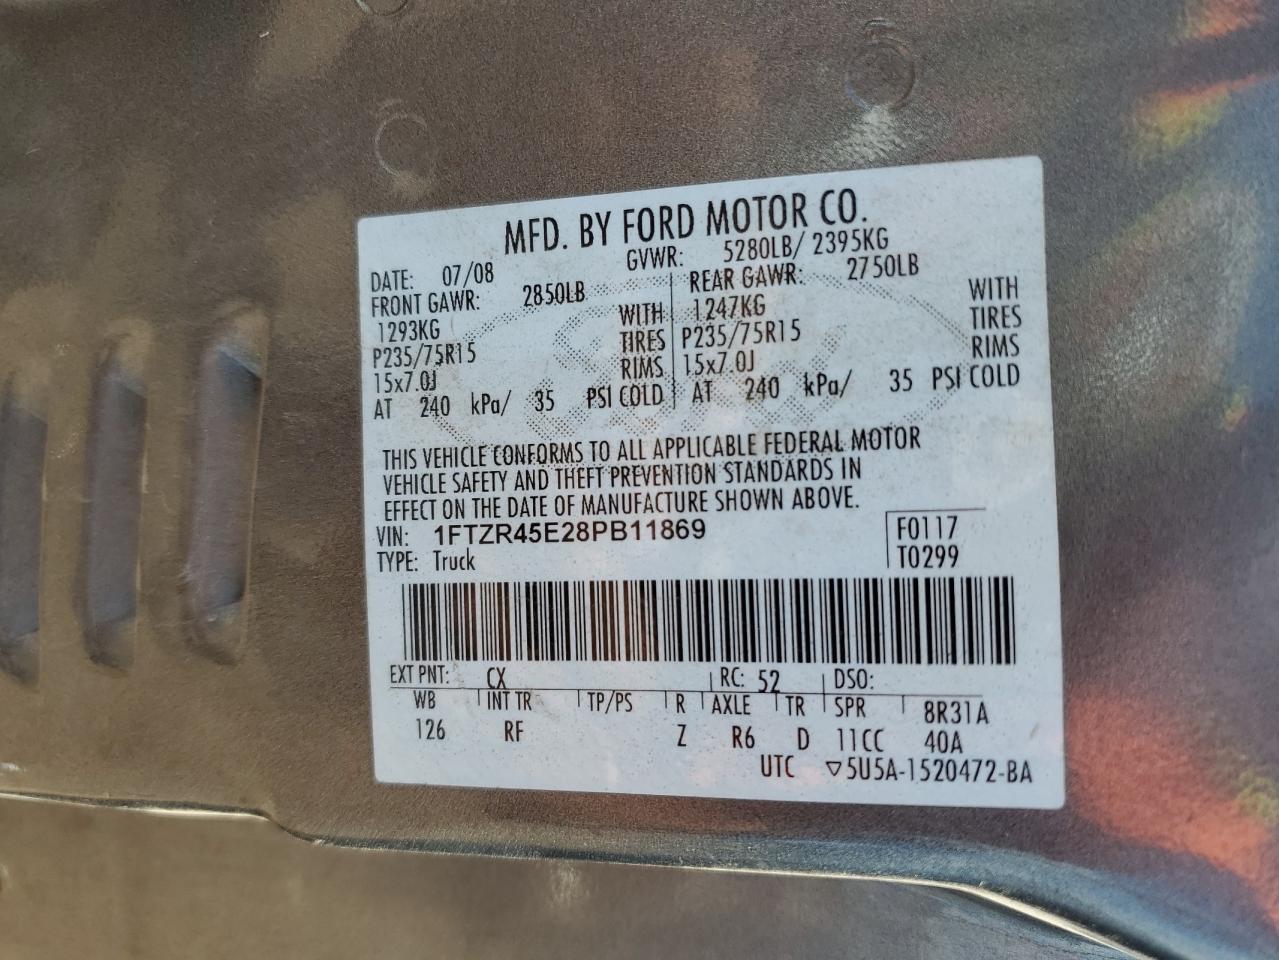 MFD. BY FORD MOTOR CO.
DATE: 07/08 GVWR: 5280LB/ 2395KG
FRONT GAWR: 2850LB REAR GAWR: 2750LB
1293KG WITH 1247KG WITH
P235/75R15 TIRES P235/75R15 TIRES
15x7.0J RIMS 15x7.0J RIMS
AT 240 kPa/ 35 PSI COLD AT 240 kPa/ 35 PSI COLD
THIS VEHICLE CONFORMS TO ALL APPLICABLE FEDERAL MOTOR
VEHICLE SAFETY AND THEFT PREVENTION STANDARDS IN
EFFECT ON THE DATE OF MANUFACTURE SHOWN ABOVE.
VIN: 1FTZR45E28PB11869 F0117
TYPE: Truck T0299
EXT PNT: CX RC: 52 DSO:
WB INT TR TP/PS R AXLE TR SPR 8R31A
126 RF Z R6 D 11CC 40A
UTC ▽5U5A-1520472-BA